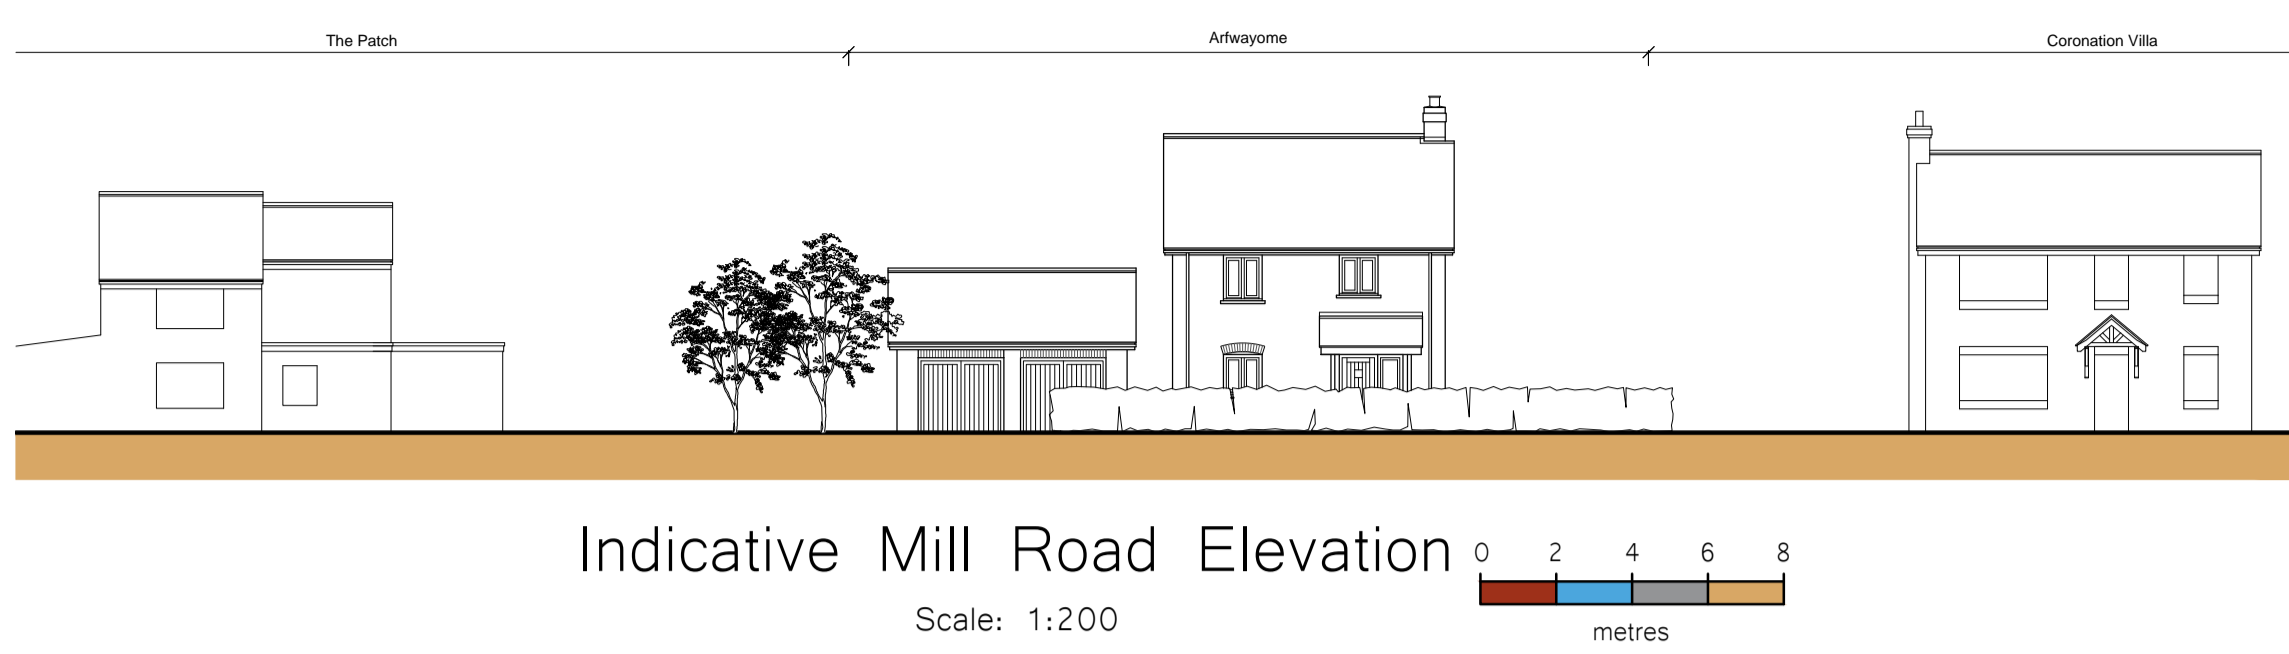 The Patch
Arfwayome
Coronation Villa
Indicative Mill Road Elevation
0 2 4 6 8
Scale: 1:200
metres